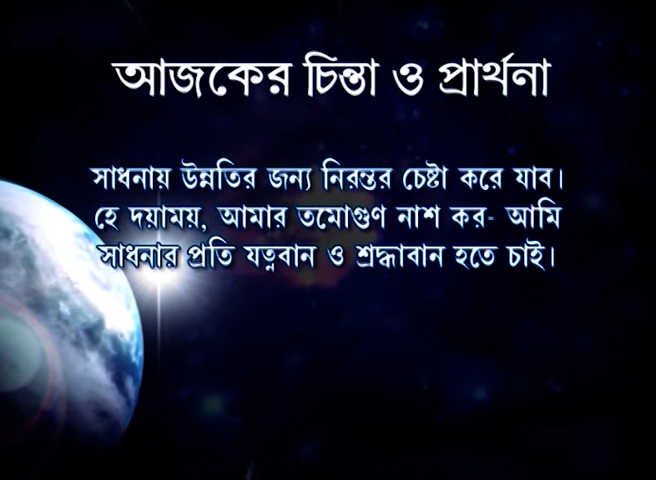 আজকের চিন্তা ও প্রার্থনা
সাধনায় উন্নতির জন্য নিরন্তর চেষ্টা করে যাব।
হে দয়াময়, আমার তমোগুণ নাশ কর- আমি
সাধনার প্রতি যত্নবান ও শ্রদ্ধাবান হতে চাই।